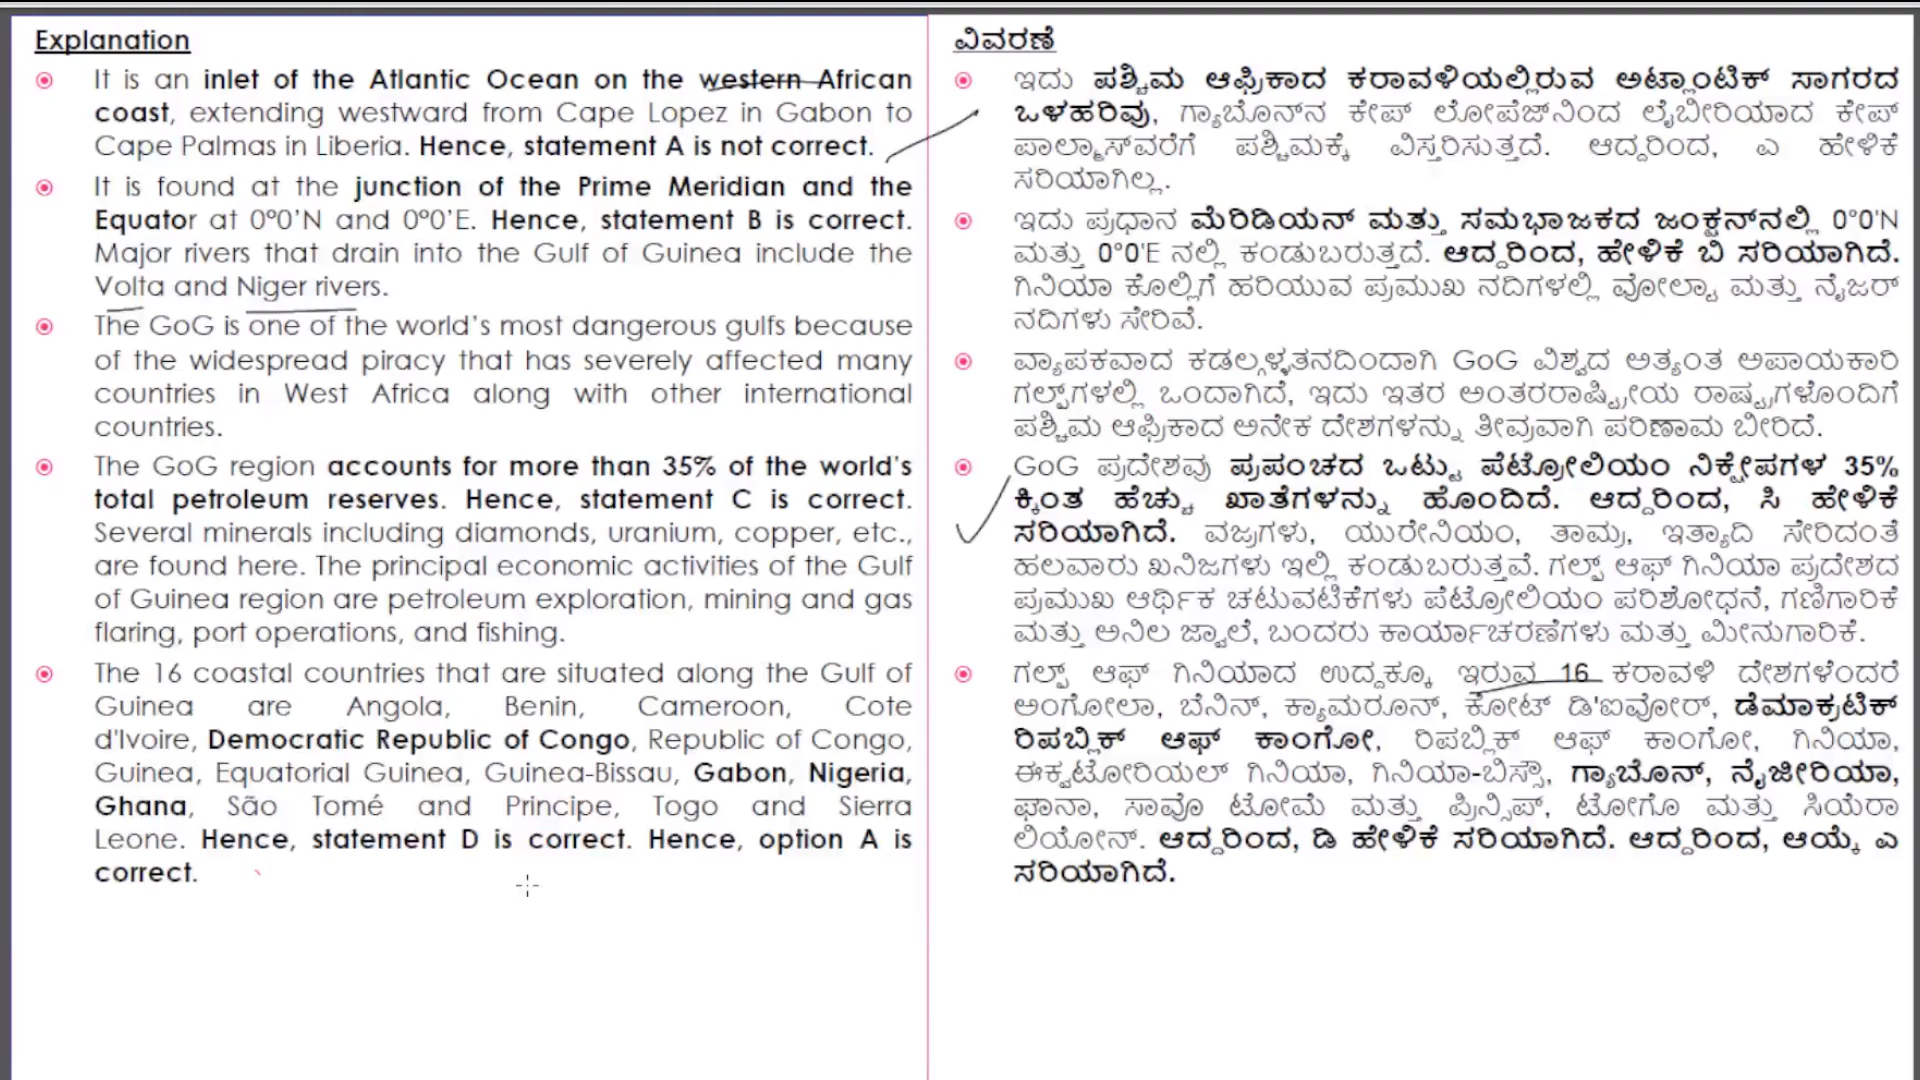 Explanation
It is an inlet of the Atlantic Ocean on the western African
coast, extending westward from Cape Lopez in Gabon to
Cape Palmas in Liberia. Hence, statement A is not correct.
It is found at the junction of the Prime Meridian and the
Equator at 0°0'N and 0°0'E. Hence, statement B is correct.
Major rivers that drain into the Gulf of Guinea include the
Volta and Niger rivers.
The GoG is one of the world's most dangerous gulfs because
of the widespread piracy that has severely affected many
countries in West Africa along with other international
countries.
The GoG region accounts for more than 35% of the world's
total petroleum reserves. Hence, statement C is correct.
Several minerals including diamonds, uranium, copper, etc.,
are found here. The principal economic activities of the Gulf
of Guinea region are petroleum exploration, mining and gas
flaring, port operations, and fishing.
The 16 coastal countries that are situated along the Gulf of
Guinea are Angola, Benin, Cameroon, Cote
d'Ivoire, Democratic Republic of Congo, Republic of Congo,
Guinea, Equatorial Guinea, Guinea-Bissau, Gabon, Nigeria,
Ghana, São Tomé and Principe, Togo and Sierra
Leone. Hence, statement D is correct. Hence, option A is
correct.
ವಿವರಣೆ
ಇದು ಪಶ್ಚಿಮ ಆಫ್ರಿಕಾದ ಕರಾವಳಿಯಲ್ಲಿರುವ ಅಟ್ಲಾಂಟಿಕ್ ಸಾಗರದ
ಒಳಹರಿವು, ಗ್ಯಾಬೊನ್‌ನ ಕೇಪ್ ಲೋಪೆಜ್‌ನಿಂದ ಲೈಬೀರಿಯಾದ ಕೇಪ್
ಪಾಲ್ಮಾಸ್‌ವರೆಗೆ ಪಶ್ಚಿಮಕ್ಕೆ ವಿಸ್ತರಿಸುತ್ತದೆ. ಆದ್ದರಿಂದ, ಎ ಹೇಳಿಕೆ
ಸರಿಯಾಗಿಲ್ಲ.
ಇದು ಪ್ರಧಾನ ಮೆರಿಡಿಯನ್ ಮತ್ತು ಸಮಭಾಜಕದ ಜಂಕ್ಷನ್‌ನಲ್ಲಿ 0°0'N
ಮತ್ತು 0°0'E ನಲ್ಲಿ ಕಂಡುಬರುತ್ತದೆ. ಆದ್ದರಿಂದ, ಹೇಳಿಕೆ ಬಿ ಸರಿಯಾಗಿದೆ.
ಗಿನಿಯಾ ಕೊಲ್ಲಿಗೆ ಹರಿಯುವ ಪ್ರಮುಖ ನದಿಗಳಲ್ಲಿ ವೋಲ್ಟಾ ಮತ್ತು ನೈಜರ್
ನದಿಗಳು ಸೇರಿವೆ.
ವ್ಯಾಪಕವಾದ ಕಡಲ್ಗಳ್ಳತನದಿಂದಾಗಿ GoG ವಿಶ್ವದ ಅತ್ಯಂತ ಅಪಾಯಕಾರಿ
ಗಲ್ಫ್‌ಗಳಲ್ಲಿ ಒಂದಾಗಿದೆ, ಇದು ಇತರ ಅಂತರರಾಷ್ಟ್ರೀಯ ರಾಷ್ಟ್ರಗಳೊಂದಿಗೆ
ಪಶ್ಚಿಮ ಆಫ್ರಿಕಾದ ಅನೇಕ ದೇಶಗಳನ್ನು ತೀವ್ರವಾಗಿ ಪರಿಣಾಮ ಬೀರಿದೆ.
GoG ಪ್ರದೇಶವು ಪ್ರಪಂಚದ ಒಟ್ಟು ಪೆಟ್ರೋಲಿಯಂ ನಿಕ್ಷೇಪಗಳ 35%
ಕ್ಕಿಂತ ಹೆಚ್ಚು ಖಾತೆಗಳನ್ನು ಹೊಂದಿದೆ. ಆದ್ದರಿಂದ, ಸಿ ಹೇಳಿಕೆ
ಸರಿಯಾಗಿದೆ. ವಜ್ರಗಳು, ಯುರೇನಿಯಂ, ತಾಮ್ರ, ಇತ್ಯಾದಿ ಸೇರಿದಂತೆ
ಹಲವಾರು ಖನಿಜಗಳು ಇಲ್ಲಿ ಕಂಡುಬರುತ್ತವೆ. ಗಲ್ಫ್ ಆಫ್ ಗಿನಿಯಾ ಪ್ರದೇಶದ
ಪ್ರಮುಖ ಆರ್ಥಿಕ ಚಟುವಟಿಕೆಗಳು ಪೆಟ್ರೋಲಿಯಂ ಪರಿಶೋಧನೆ, ಗಣಿಗಾರಿಕೆ
ಮತ್ತು ಅನಿಲ ಜ್ವಾಲೆ, ಬಂದರು ಕಾರ್ಯಾಚರಣೆಗಳು ಮತ್ತು ಮೀನುಗಾರಿಕೆ.
ಗಲ್ಫ್ ಆಫ್ ಗಿನಿಯಾದ ಉದ್ದಕ್ಕೂ ಇರುವ 16 ಕರಾವಳಿ ದೇಶಗಳೆಂದರೆ
ಅಂಗೋಲಾ, ಬೆನಿನ್, ಕ್ಯಾಮರೂನ್, ಕೋಟ್ ಡಿ'ಐವೋರ್, ಡೆಮಾಕ್ರಟಿಕ್
ರಿಪಬ್ಲಿಕ್ ಆಫ್ ಕಾಂಗೋ, ರಿಪಬ್ಲಿಕ್ ಆಫ್ ಕಾಂಗೋ, ಗಿನಿಯಾ,
ಈಕ್ವಟೋರಿಯಲ್ ಗಿನಿಯಾ, ಗಿನಿಯಾ-ಬಿಸ್ಸೌ, ಗ್ಯಾಬೊನ್, ನೈಜೀರಿಯಾ,
ಘಾನಾ, ಸಾವೊ ಟೋಮೆ ಮತ್ತು ಪ್ರಿನ್ಸಿಪ್, ಟೋಗೊ ಮತ್ತು ಸಿಯೆರಾ
ಲಿಯೋನ್. ಆದ್ದರಿಂದ, ಡಿ ಹೇಳಿಕೆ ಸರಿಯಾಗಿದೆ. ಆದ್ದರಿಂದ, ಆಯ್ಕೆ ಎ
ಸರಿಯಾಗಿದೆ.